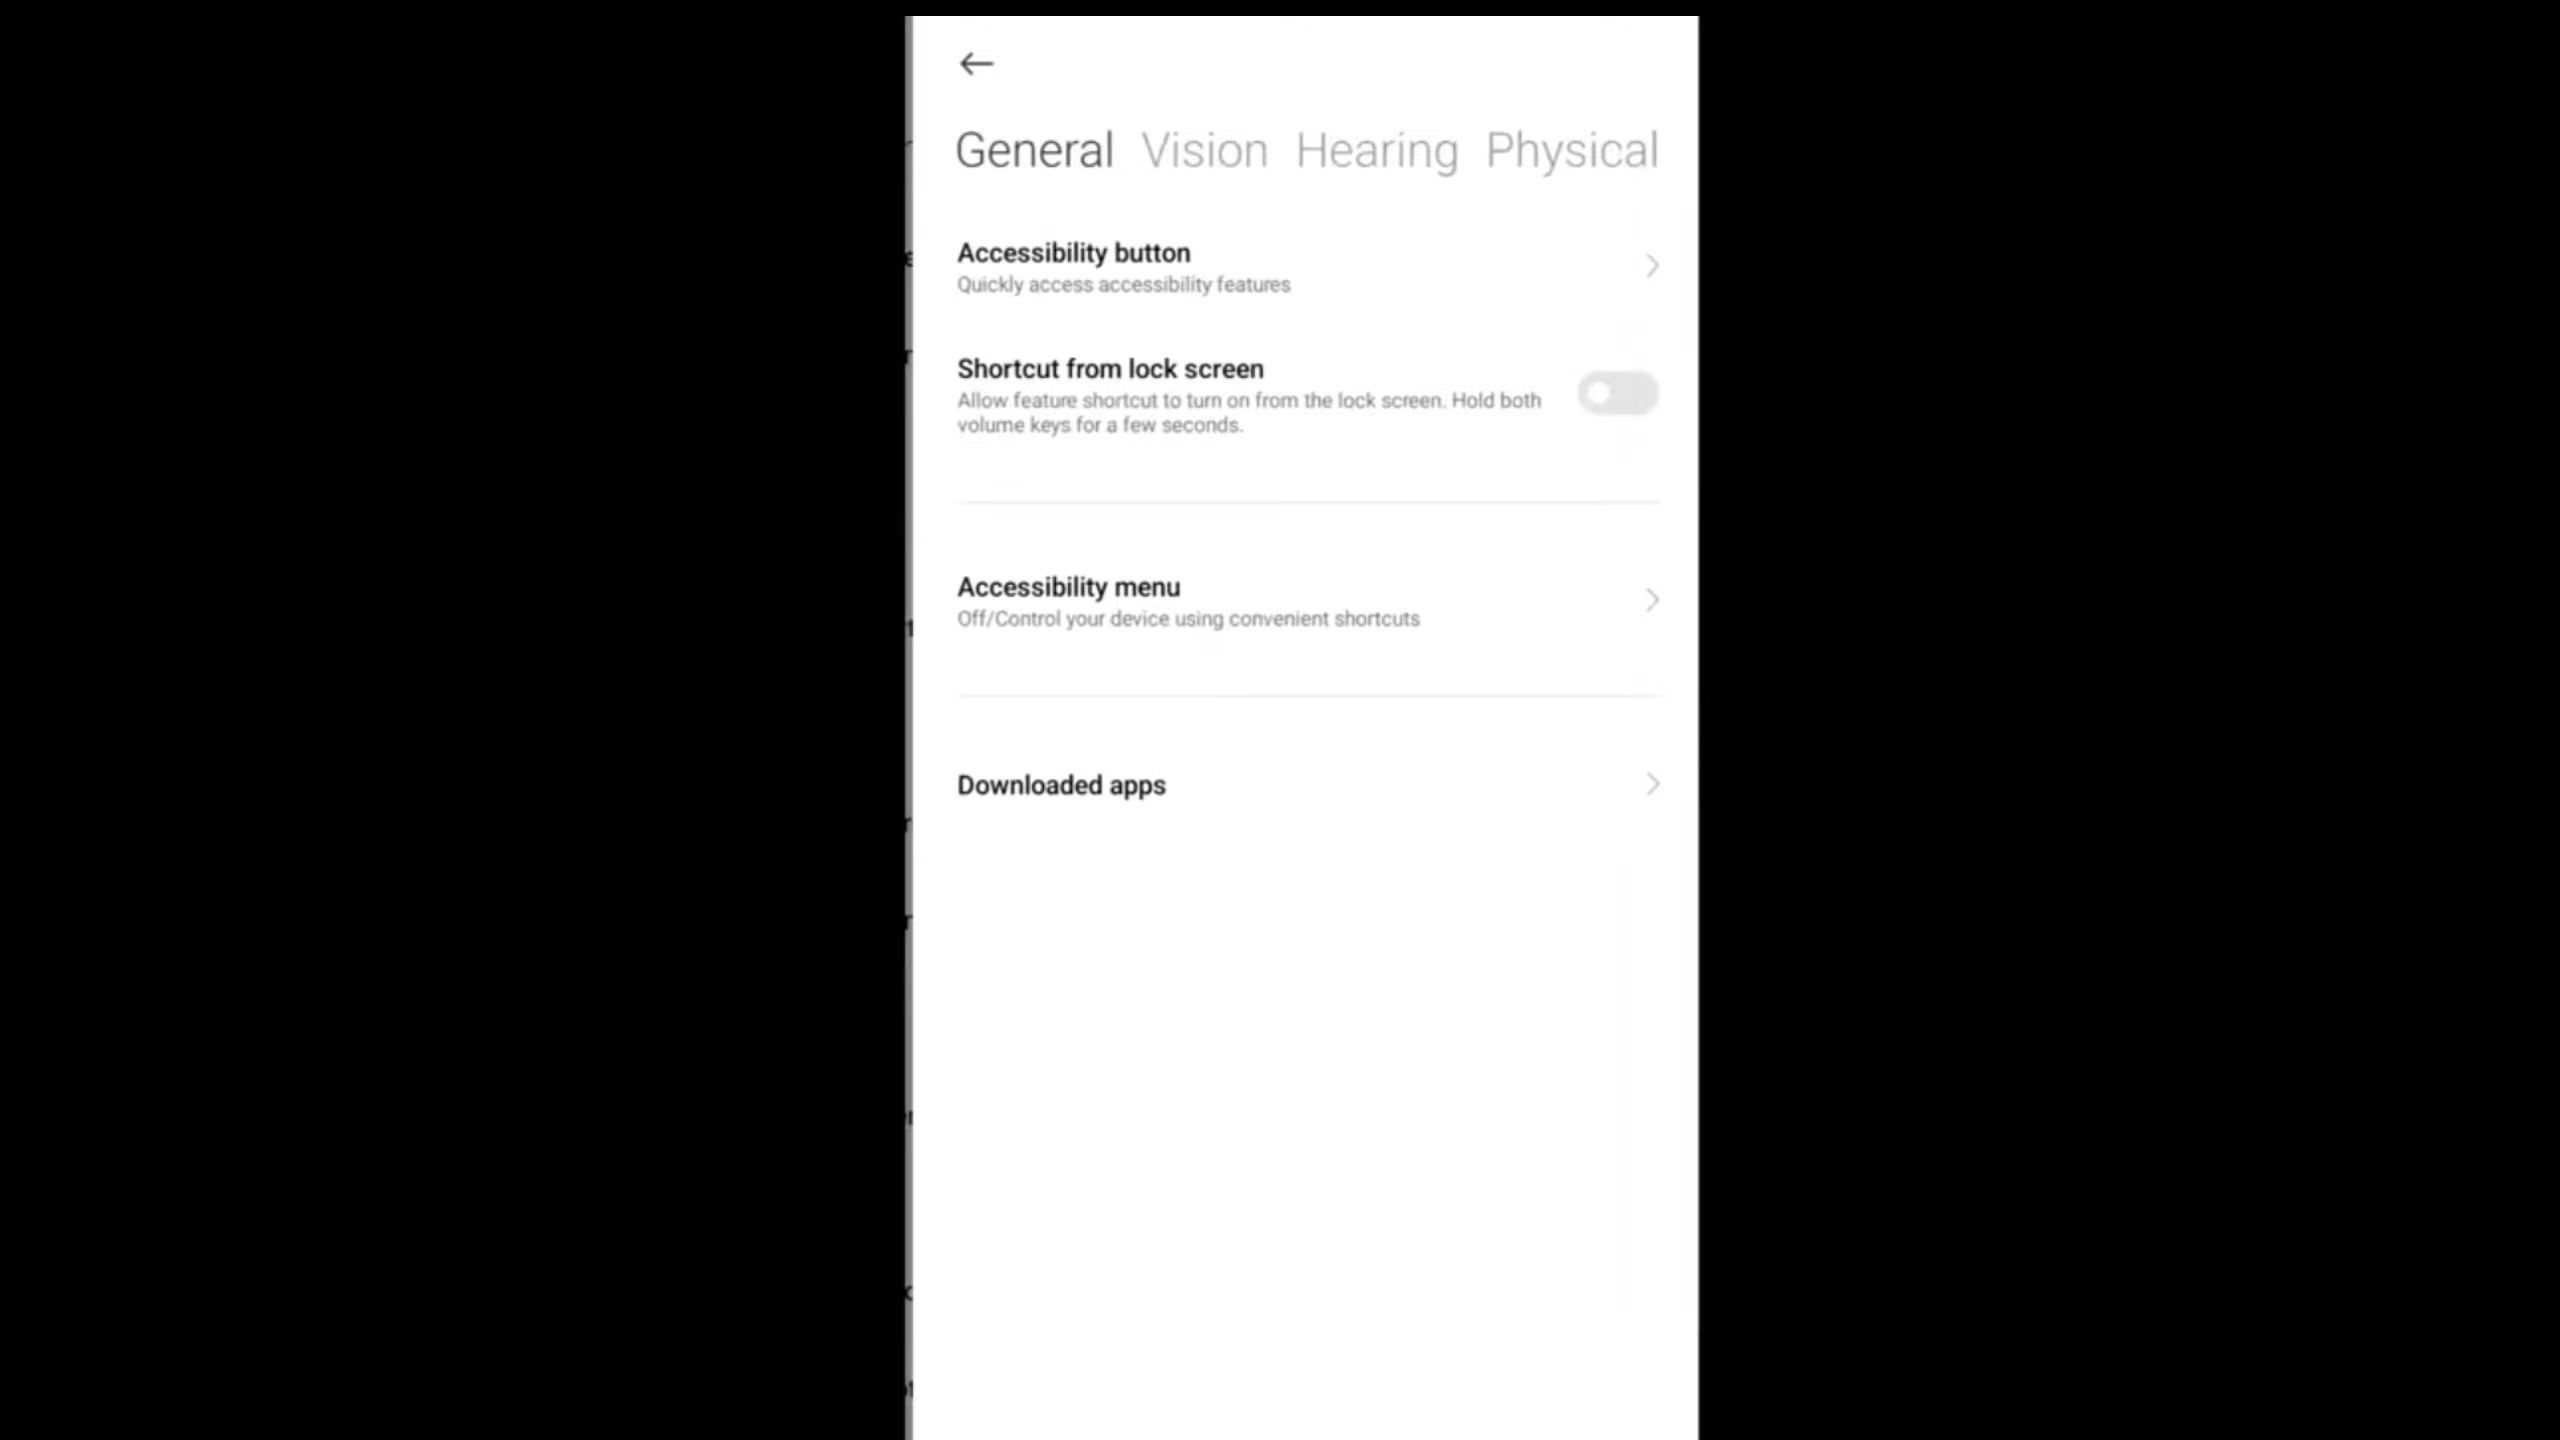 General Vision Hearing Physical
Accessibility button
Quickly access accessibility features
Shortcut from lock screen
Allow feature shortcut to turn on from the lock screen. Hold both
volume keys for a few seconds.
Accessibility menu
Off/Control your device using convenient shortcuts
Downloaded apps